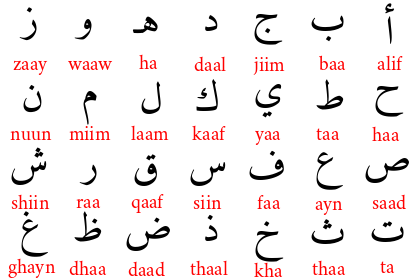 أ ب ج د هـ و ز
alif baa jiim daal ha waaw zaay
ح ط ي ك ل م ن
haa taa yaa kaaf laam miim nuun
ص ع ف س ق ر ش
saad ayn faa siin qaaf raa shiin
ت ث خ ذ ض ظ غ
ta thaa kha thaal daad dhaa ghayn